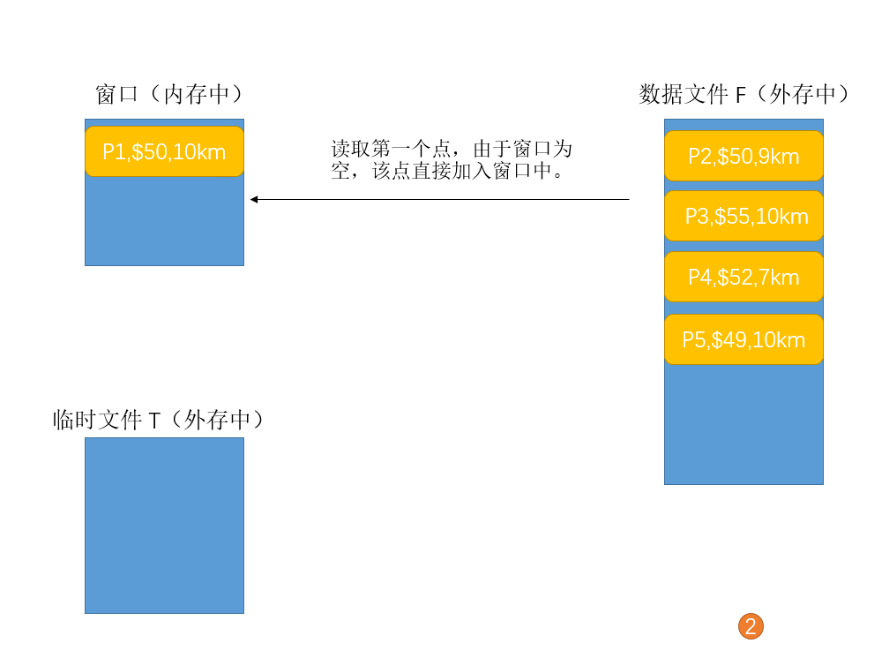 窗口（内存中）
P1,$50,10km
读取第一个点，由于窗口为
空，该点直接加入窗口中。
数据文件 F（外存中）
P2,$50,9km
P3,$55,10km
P4,$52,7km
P5,$49,10km
临时文件 T（外存中）
2